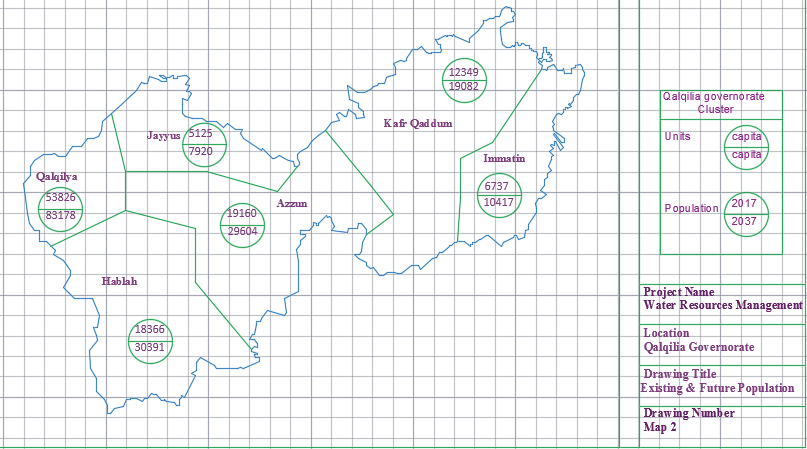 12349
19082
Kafr Qaddum
Jayyus
5125
7920
Immatin
6737
10417
Qalqilya
53826
83178
19160
29604
Azzun
Hablah
18366
30391
Qalqilia governorate
Cluster
Units
capita
capita
Population
2017
2037
Project Name
Water Resources Management
Location
Qalqilia Governorate
Drawing Title
Existing & Future Population
Drawing Number
Map 2